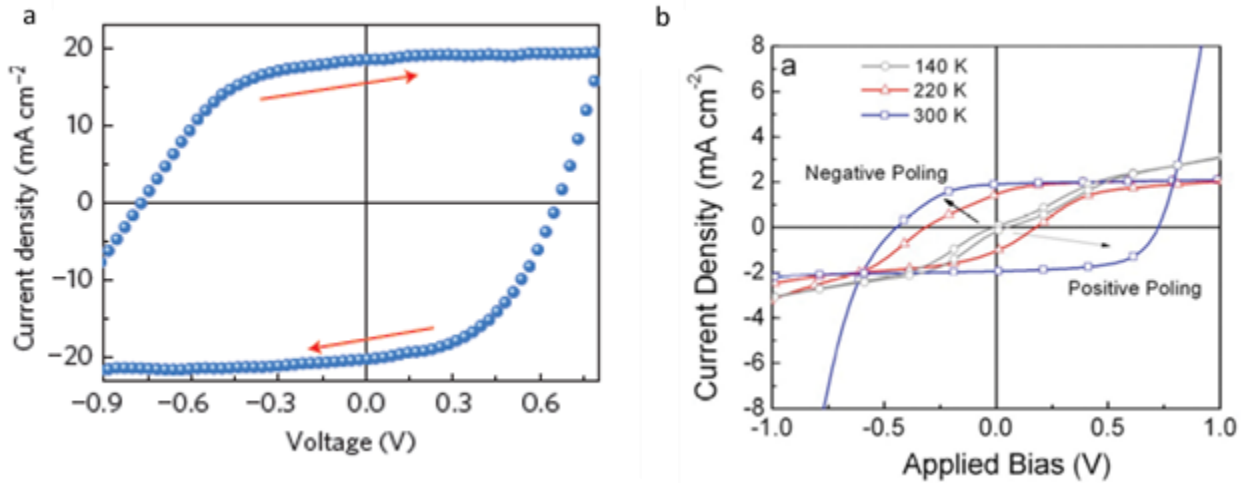 a
20
10
0
−10
−20
−0.9
−0.6
−0.3
0.0
0.3
0.6
Current density (mA cm⁻²)
Voltage (V)
b
a
140 K
220 K
300 K
Negative Poling
Positive Poling
8
6
4
2
0
-2
-4
-6
-8
-1.0
-0.5
0.0
0.5
1.0
Current Density (mA cm⁻²)
Applied Bias (V)